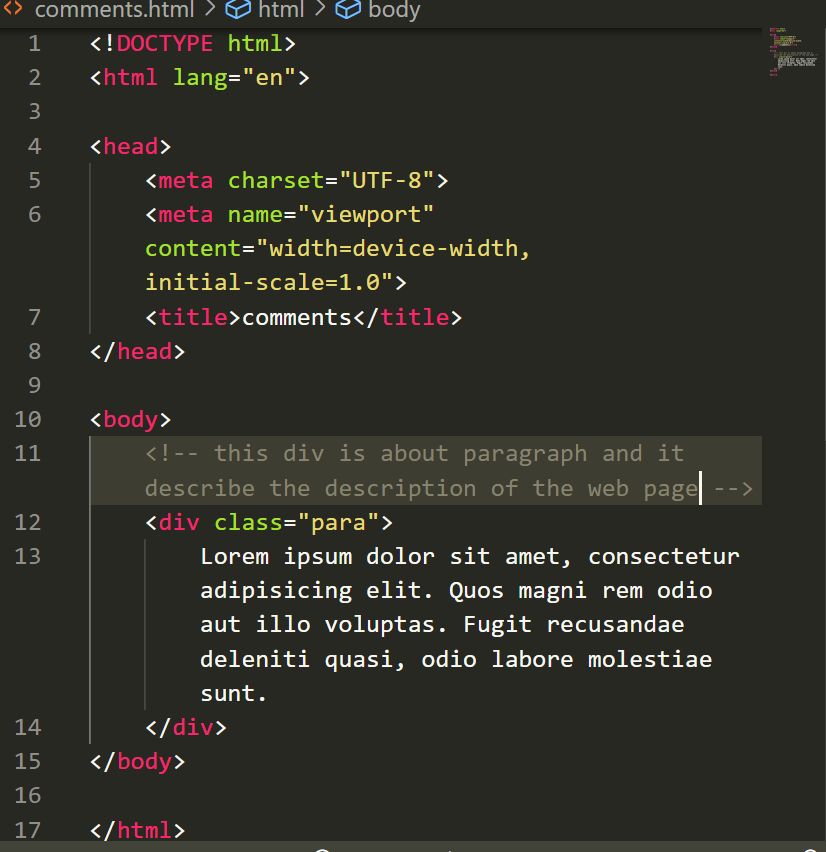 comments.html > html > body
1 <!DOCTYPE html>
2 <html lang="en">
3
4 <head>
5 <meta charset="UTF-8">
6 <meta name="viewport"
content="width=device-width,
initial-scale=1.0">
7 <title>comments</title>
8 </head>
9
10 <body>
11 <!-- this div is about paragraph and it
describe the description of the web page -->
12 <div class="para">
13 Lorem ipsum dolor sit amet, consectetur
adipisicing elit. Quos magni rem odio
aut illo voluptas. Fugit recusandae
deleniti quasi, odio labore molestiae
sunt.
14 </div>
15 </body>
16
17 </html>